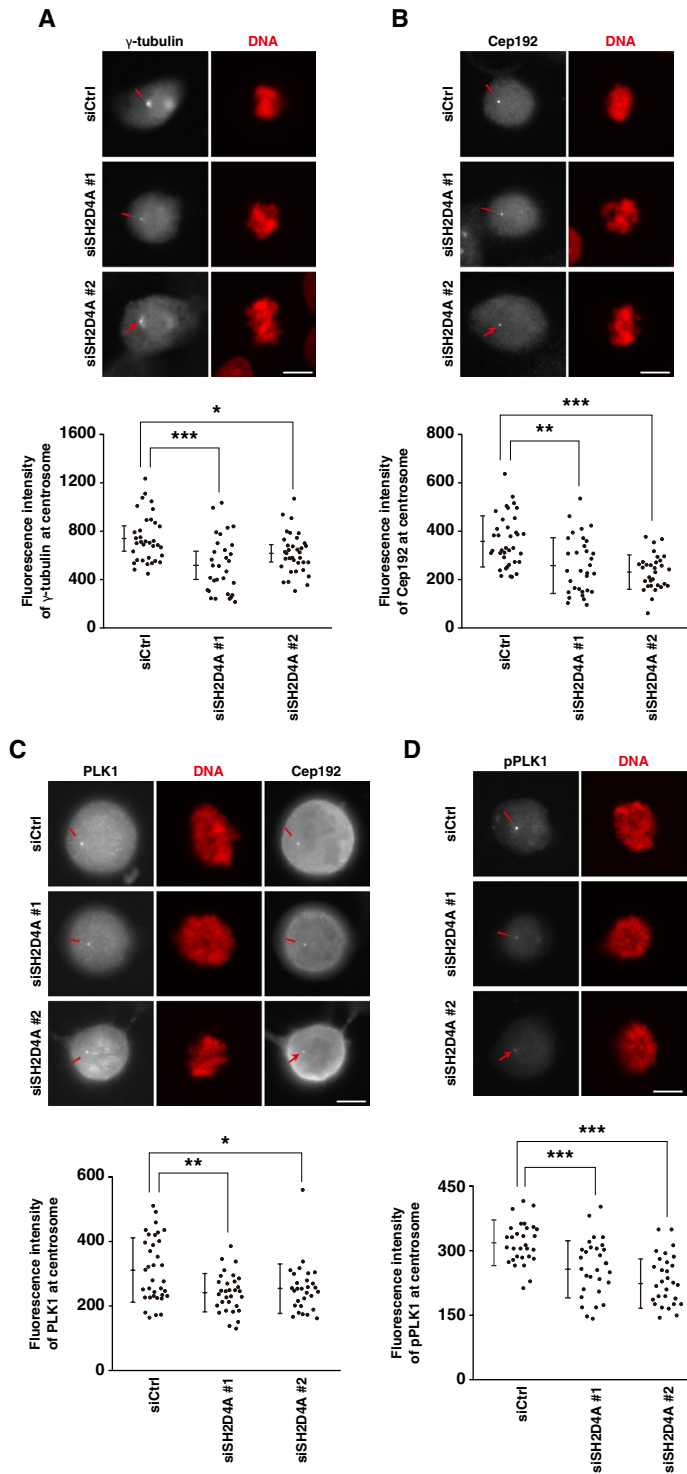 A
γ-tubulin DNA
siCtrl
siSH2D4A #1
siSH2D4A #2
Fluorescence intensity
of γ-tubulin at centrosome
1600
1200
800
400
0
*
***
siCtrl
siSH2D4A #1
siSH2D4A #2
B
Cep192 DNA
siCtrl
siSH2D4A #1
siSH2D4A #2
Fluorescence intensity
of Cep192 at centrosome
800
600
400
200
0
***
**
siCtrl
siSH2D4A #1
siSH2D4A #2
C
PLK1 DNA Cep192
siCtrl
siSH2D4A #1
siSH2D4A #2
Fluorescence intensity
of PLK1 at centrosome
600
400
200
0
*
**
siCtrl
siSH2D4A #1
siSH2D4A #2
D
pPLK1 DNA
siCtrl
siSH2D4A #1
siSH2D4A #2
Fluorescence intensity
of pPLK1 at centrosome
450
300
150
0
***
***
siCtrl
siSH2D4A #1
siSH2D4A #2